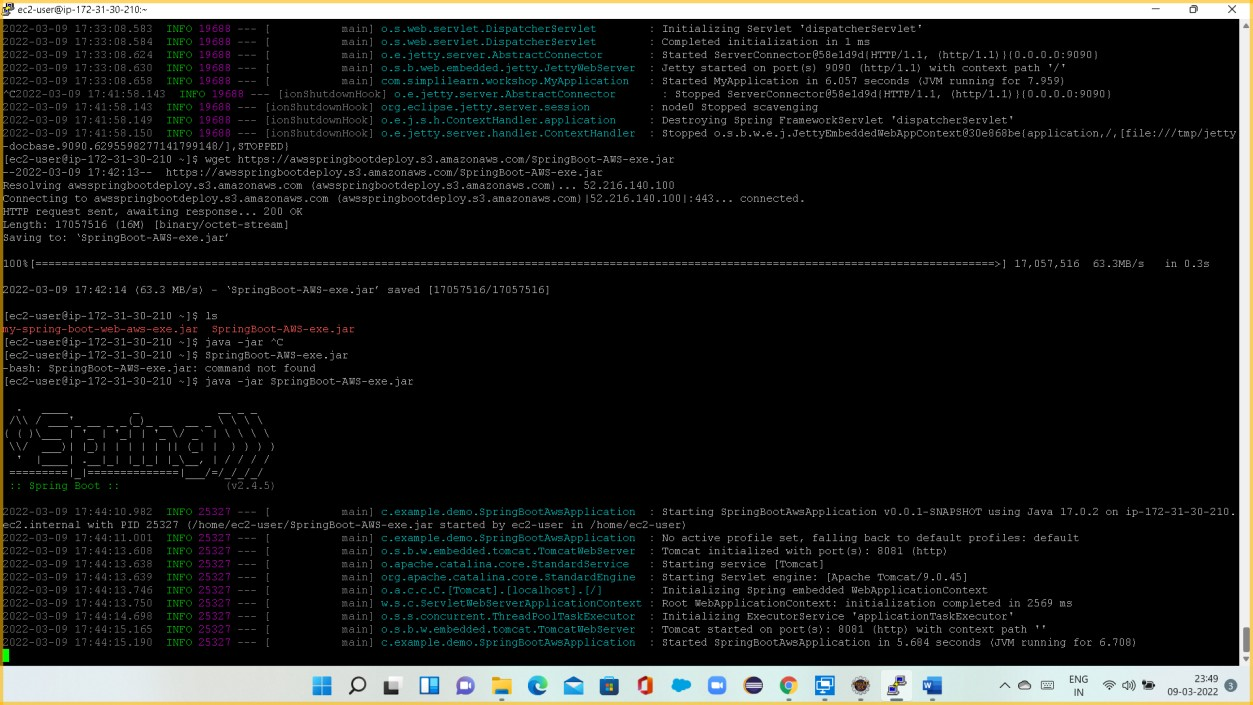 ec2-user@ip-172-31-30-210:~
2022-03-09 17:33:08.583  INFO 19688 --- [           main] o.s.web.servlet.DispatcherServlet        : Initializing Servlet 'dispatcherServlet'
2022-03-09 17:33:08.584  INFO 19688 --- [           main] o.s.web.servlet.DispatcherServlet        : Completed initialization in 1 ms
2022-03-09 17:33:08.624  INFO 19688 --- [           main] o.e.jetty.server.AbstractConnector       : Started ServerConnector@58e1d9d{HTTP/1.1, (http/1.1)}{0.0.0.0:9090}
2022-03-09 17:33:08.630  INFO 19688 --- [           main] o.s.b.web.embedded.jetty.JettyWebServer  : Jetty started on port(s) 9090 (http/1.1) with context path '/'
2022-03-09 17:33:08.658  INFO 19688 --- [           main] com.simplilearn.workshop.MyApplication   : Started MyApplication in 6.057 seconds (JVM running for 7.959)
^C2022-03-09 17:41:58.143  INFO 19688 --- [ionShutdownHook] o.e.jetty.server.AbstractConnector       : Stopped ServerConnector@58e1d9d{HTTP/1.1, (http/1.1)}{0.0.0.0:9090}
2022-03-09 17:41:58.143  INFO 19688 --- [ionShutdownHook] org.eclipse.jetty.server.session         : node0 Stopped scavenging
2022-03-09 17:41:58.149  INFO 19688 --- [ionShutdownHook] o.e.j.s.h.ContextHandler.application     : Destroying Spring FrameworkServlet 'dispatcherServlet'
2022-03-09 17:41:58.150  INFO 19688 --- [ionShutdownHook] o.e.jetty.server.handler.ContextHandler  : Stopped o.s.b.w.e.j.JettyEmbeddedWebAppContext@30e868be{application,/,[file:///tmp/jetty
-docbase.9090.6295598277141799148/],STOPPED}
[ec2-user@ip-172-31-30-210 ~]$ wget https://awsspringbootdeploy.s3.amazonaws.com/SpringBoot-AWS-exe.jar
--2022-03-09 17:42:13--  https://awsspringbootdeploy.s3.amazonaws.com/SpringBoot-AWS-exe.jar
Resolving awsspringbootdeploy.s3.amazonaws.com (awsspringbootdeploy.s3.amazonaws.com)... 52.216.140.100
Connecting to awsspringbootdeploy.s3.amazonaws.com (awsspringbootdeploy.s3.amazonaws.com)|52.216.140.100|:443... connected.
HTTP request sent, awaiting response... 200 OK
Length: 17057516 (16M) [binary/octet-stream]
Saving to: ‘SpringBoot-AWS-exe.jar’
100%[===================================================================================================================================================>] 17,057,516  63.3MB/s   in 0.3s
2022-03-09 17:42:14 (63.3 MB/s) - ‘SpringBoot-AWS-exe.jar’ saved [17057516/17057516]
[ec2-user@ip-172-31-30-210 ~]$ ls
my-spring-boot-web-aws-exe.jar  SpringBoot-AWS-exe.jar
[ec2-user@ip-172-31-30-210 ~]$ java -jar ^C
[ec2-user@ip-172-31-30-210 ~]$ SpringBoot-AWS-exe.jar
-bash: SpringBoot-AWS-exe.jar: command not found
[ec2-user@ip-172-31-30-210 ~]$ java -jar SpringBoot-AWS-exe.jar
Spring
:: Spring Boot ::                (v2.4.5)
2022-03-09 17:44:10.982  INFO 25327 --- [           main] c.example.demo.SpringBootAwsApplication  : Starting SpringBootAwsApplication v0.0.1-SNAPSHOT using Java 17.0.2 on ip-172-31-30-210.
ec2.internal with PID 25327 (/home/ec2-user/SpringBoot-AWS-exe.jar started by ec2-user in /home/ec2-user)
2022-03-09 17:44:11.001  INFO 25327 --- [           main] c.example.demo.SpringBootAwsApplication  : No active profile set, falling back to default profiles: default
2022-03-09 17:44:13.608  INFO 25327 --- [           main] o.s.b.w.embedded.tomcat.TomcatWebServer  : Tomcat initialized with port(s): 8081 (http)
2022-03-09 17:44:13.638  INFO 25327 --- [           main] o.apache.catalina.core.StandardService   : Starting service [Tomcat]
2022-03-09 17:44:13.639  INFO 25327 --- [           main] org.apache.catalina.core.StandardEngine  : Starting Servlet engine: [Apache Tomcat/9.0.45]
2022-03-09 17:44:13.746  INFO 25327 --- [           main] o.a.c.c.C.[Tomcat].[localhost].[/]       : Initializing Spring embedded WebApplicationContext
2022-03-09 17:44:13.750  INFO 25327 --- [           main] w.s.c.ServletWebServerApplicationContext : Root WebApplicationContext: initialization completed in 2569 ms
2022-03-09 17:44:14.698  INFO 25327 --- [           main] o.s.s.concurrent.ThreadPoolTaskExecutor  : Initializing ExecutorService 'applicationTaskExecutor'
2022-03-09 17:44:15.165  INFO 25327 --- [           main] o.s.b.w.embedded.tomcat.TomcatWebServer  : Tomcat started on port(s): 8081 (http) with context path ''
2022-03-09 17:44:15.190  INFO 25327 --- [           main] c.example.demo.SpringBootAwsApplication  : Started SpringBootAwsApplication in 5.684 seconds (JVM running for 6.708)
ENG
IN
23:49
09-03-2022
3